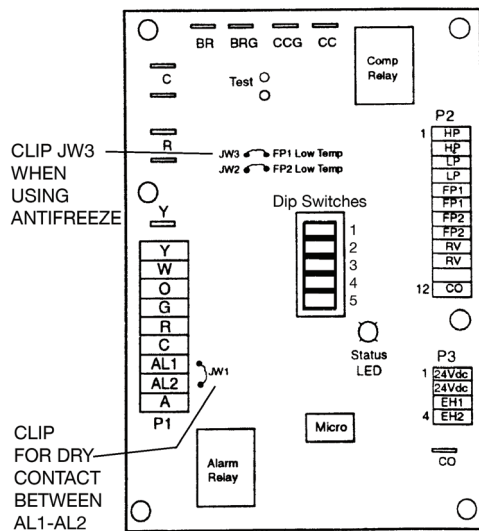 BR BRG CCG CC
Comp
Relay
C
Test
P2
R
CLIP JW3
WHEN
USING
ANTIFREEZE
JW3 FP1 Low Temp
JW2 FP2 Low Temp
1 HP
HP
LP
LP
FP1
FP1
FP2
FP2
RV
RV
12 CO
Dip Switches
1
2
3
4
5
Y
Y
W
O
G
R
C
AL1
AL2
A
P1
JW1
Status
LED
P3
1 24Vdc
24Vdc
EH1
4 EH2
CO
Micro
Alarm
Relay
CLIP
FOR DRY
CONTACT
BETWEEN
AL1-AL2